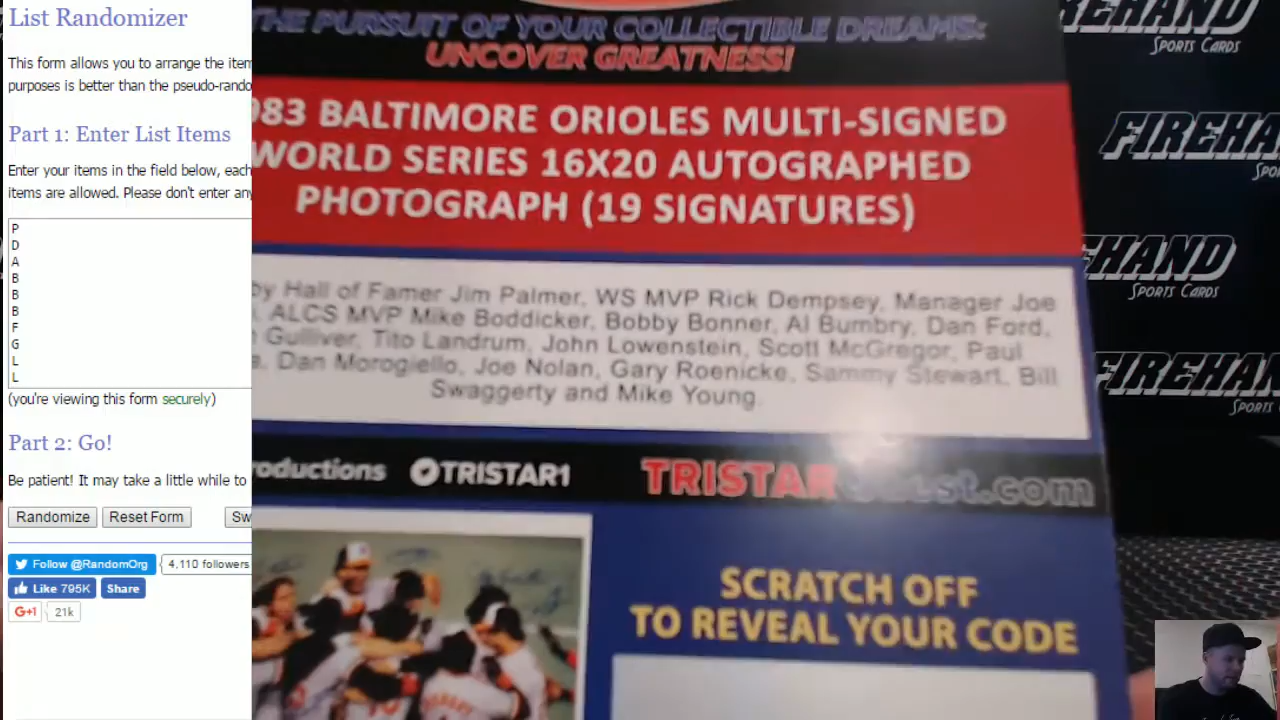 List Randomizer
This form allows you to arrange the item
purposes is better than the pseudo-rando
Part 1: Enter List Items
Enter your items in the field below, each
items are allowed. Please don't enter any
P
D
A
B
B
B
F
G
L
L
(you're viewing this form securely)
Part 2: Go!
Be patient! It may take a little while to
Randomize
Reset Form
Sw
Follow @RandomOrg
4,110 followers
Like 795K
Share
G+1
21k
THE PURSUIT OF YOUR COLLECTIBLE DREAMS:
UNCOVER GREATNESS!
983 BALTIMORE ORIOLES MULTI-SIGNED
WORLD SERIES 16X20 AUTOGRAPHED
PHOTOGRAPH (19 SIGNATURES)
by Hall of Famer Jim Palmer, WS MVP Rick Dempsey, Manager Joe
ALCS MVP Mike Boddicker, Bobby Bonner, Al Bumbry, Dan Ford,
Gulliver, Tito Landrum, John Lowenstein, Scott McGregor, Paul
Dan Morogiello, Joe Nolan, Gary Roenicke, Sammy Stewart, Bill
Swaggerty and Mike Young.
roductions
TRISTAR1
TRISTAR .com
SCRATCH OFF
TO REVEAL YOUR CODE
FIREHAND
SPORTS CARDS
FIREHA
SPO
EHAND
SPORTS CARDS
FIREHAN
SPORTS